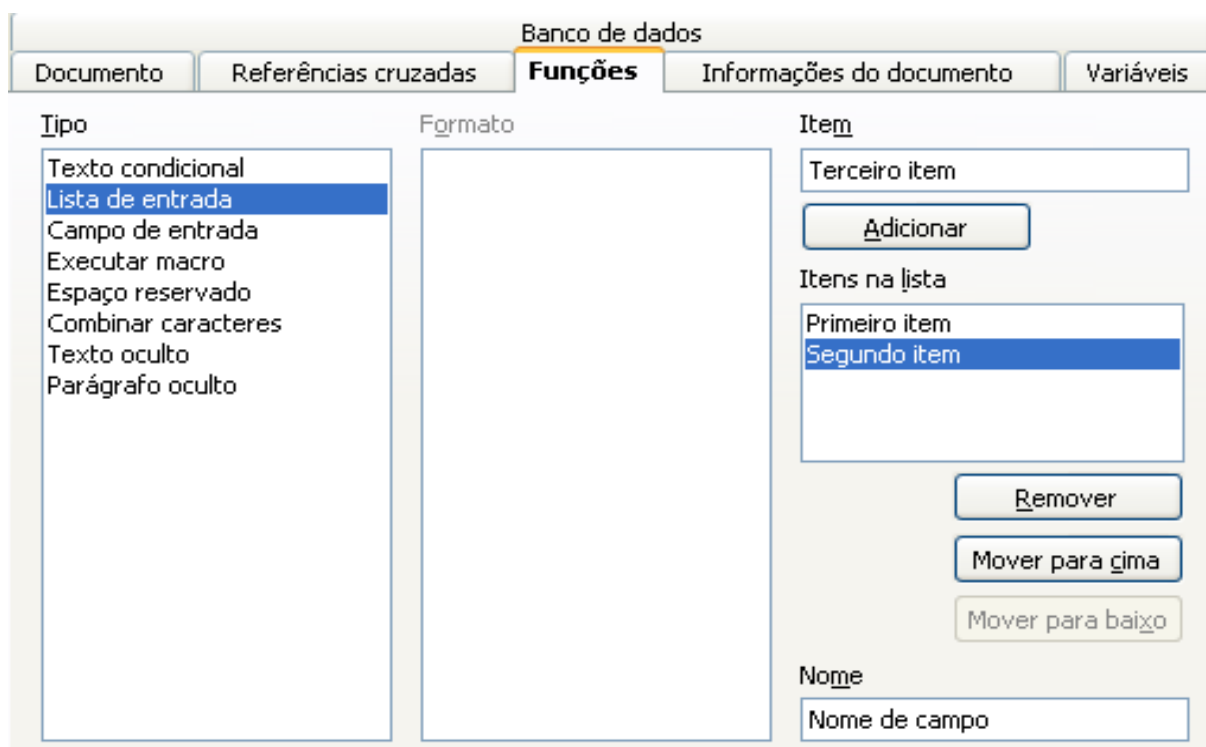 Banco de dados
Documento
Referências cruzadas
Funções
Informações do documento
Variáveis
Tipo
Texto condicional
Lista de entrada
Campo de entrada
Executar macro
Espaço reservado
Combinar caracteres
Texto oculto
Parágrafo oculto
Formato
Item
Terceiro item
Adicionar
Itens na lista
Primeiro item
Segundo item
Remover
Mover para cima
Mover para baixo
Nome
Nome de campo